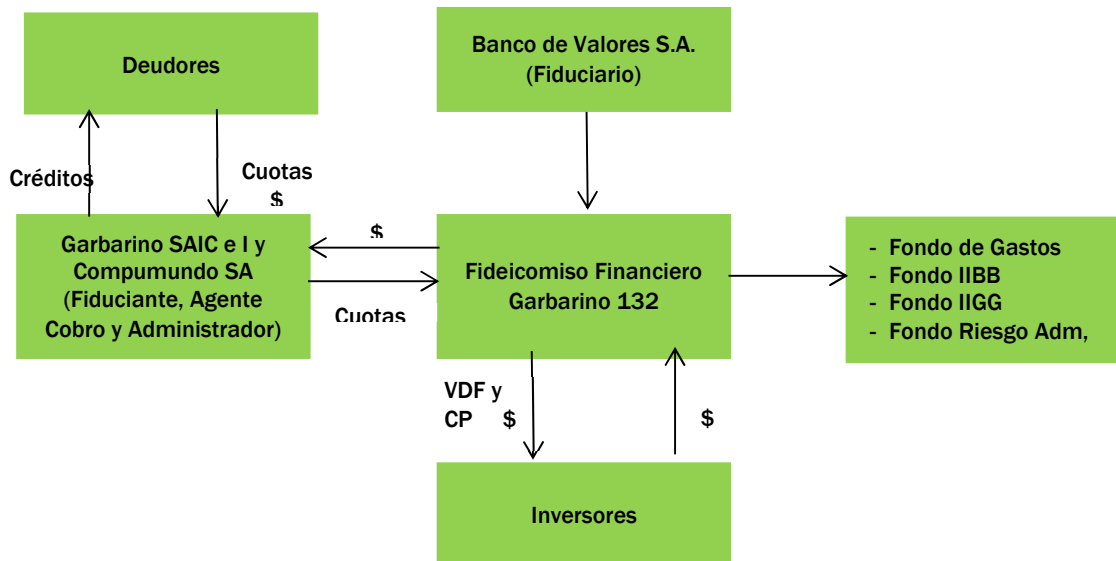 Deudores
Banco de Valores S.A.
(Fiduciario)
Créditos
Cuotas
$
Garbarino SAIC e I y
Compumundo SA
(Fiduciante, Agente
Cobro y Administrador)
$
Cuotas
Fideicomiso Financiero
Garbarino 132
- Fondo de Gastos
- Fondo IIBB
- Fondo IIGG
- Fondo Riesgo Adm,
VDF y
CP $
$
Inversores